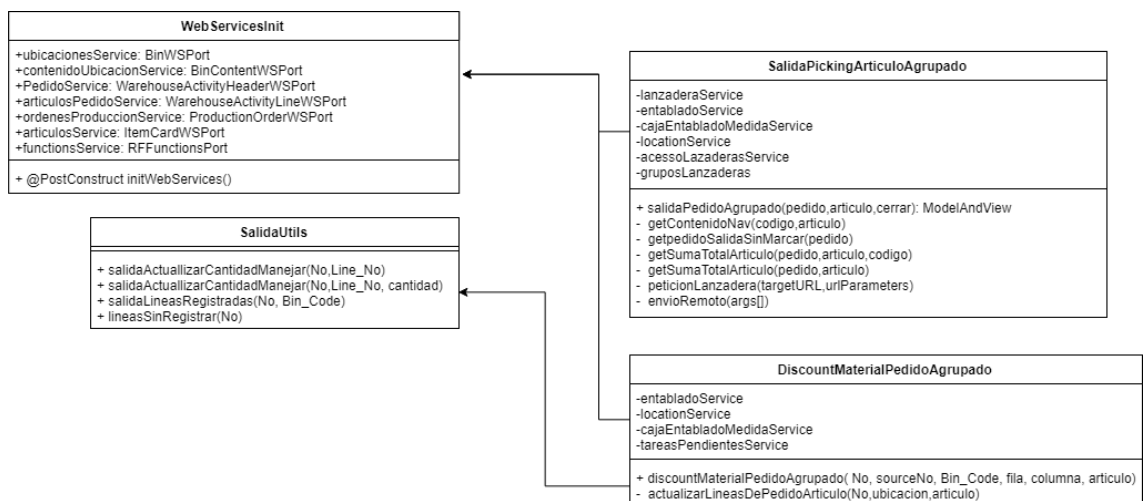 WebServicesInit
+ubicacionesService: BinWSPort
+contenidoUbicacionService: BinContentWSPort
+PedidoService: WarehouseActivityHeaderWSPort
+articulosPedidoService: WarehouseActivityLineWSPort
+ordenesProduccionService: ProductionOrderWSPort
+articulosService: ItemCardWSPort
+functionsService: RFFunctionsPort
+ @PostConstruct initWebServices()
SalidaUtils
+ salidaActuallizarCantidadManejar(No,Line_No)
+ salidaActuallizarCantidadManejar(No,Line_No, cantidad)
+ salidaLineasRegistradas(No, Bin_Code)
+ lineasSinRegistrar(No)
SalidaPickingArticuloAgrupado
-lanzaderaService
-entabladoService
-cajaEntabladoMedidaService
-locationService
-acessoLazaderasService
-gruposLanzaderas
+ salidaPedidoAgrupado(pedido,articulo,cerrar): ModelAndView
- getContenidoNav(codigo,articulo)
- getpedidoSalidaSinMarcar(pedido)
- getSumaTotalArticulo(pedido,articulo,codigo)
- getSumaTotalArticulo(pedido,articulo)
- peticionLanzadera(targetURL,urlParameters)
- envioRemoto(args[])
DiscountMaterialPedidoAgrupado
-entabladoService
-locationService
-cajaEntabladoMedidaService
-tareasPendientesService
+ discountMaterialPedidoAgrupado( No, sourceNo, Bin_Code, fila, columna, articulo)
- actualizarLineasDePedidoArticulo(No,ubicacion,articulo)